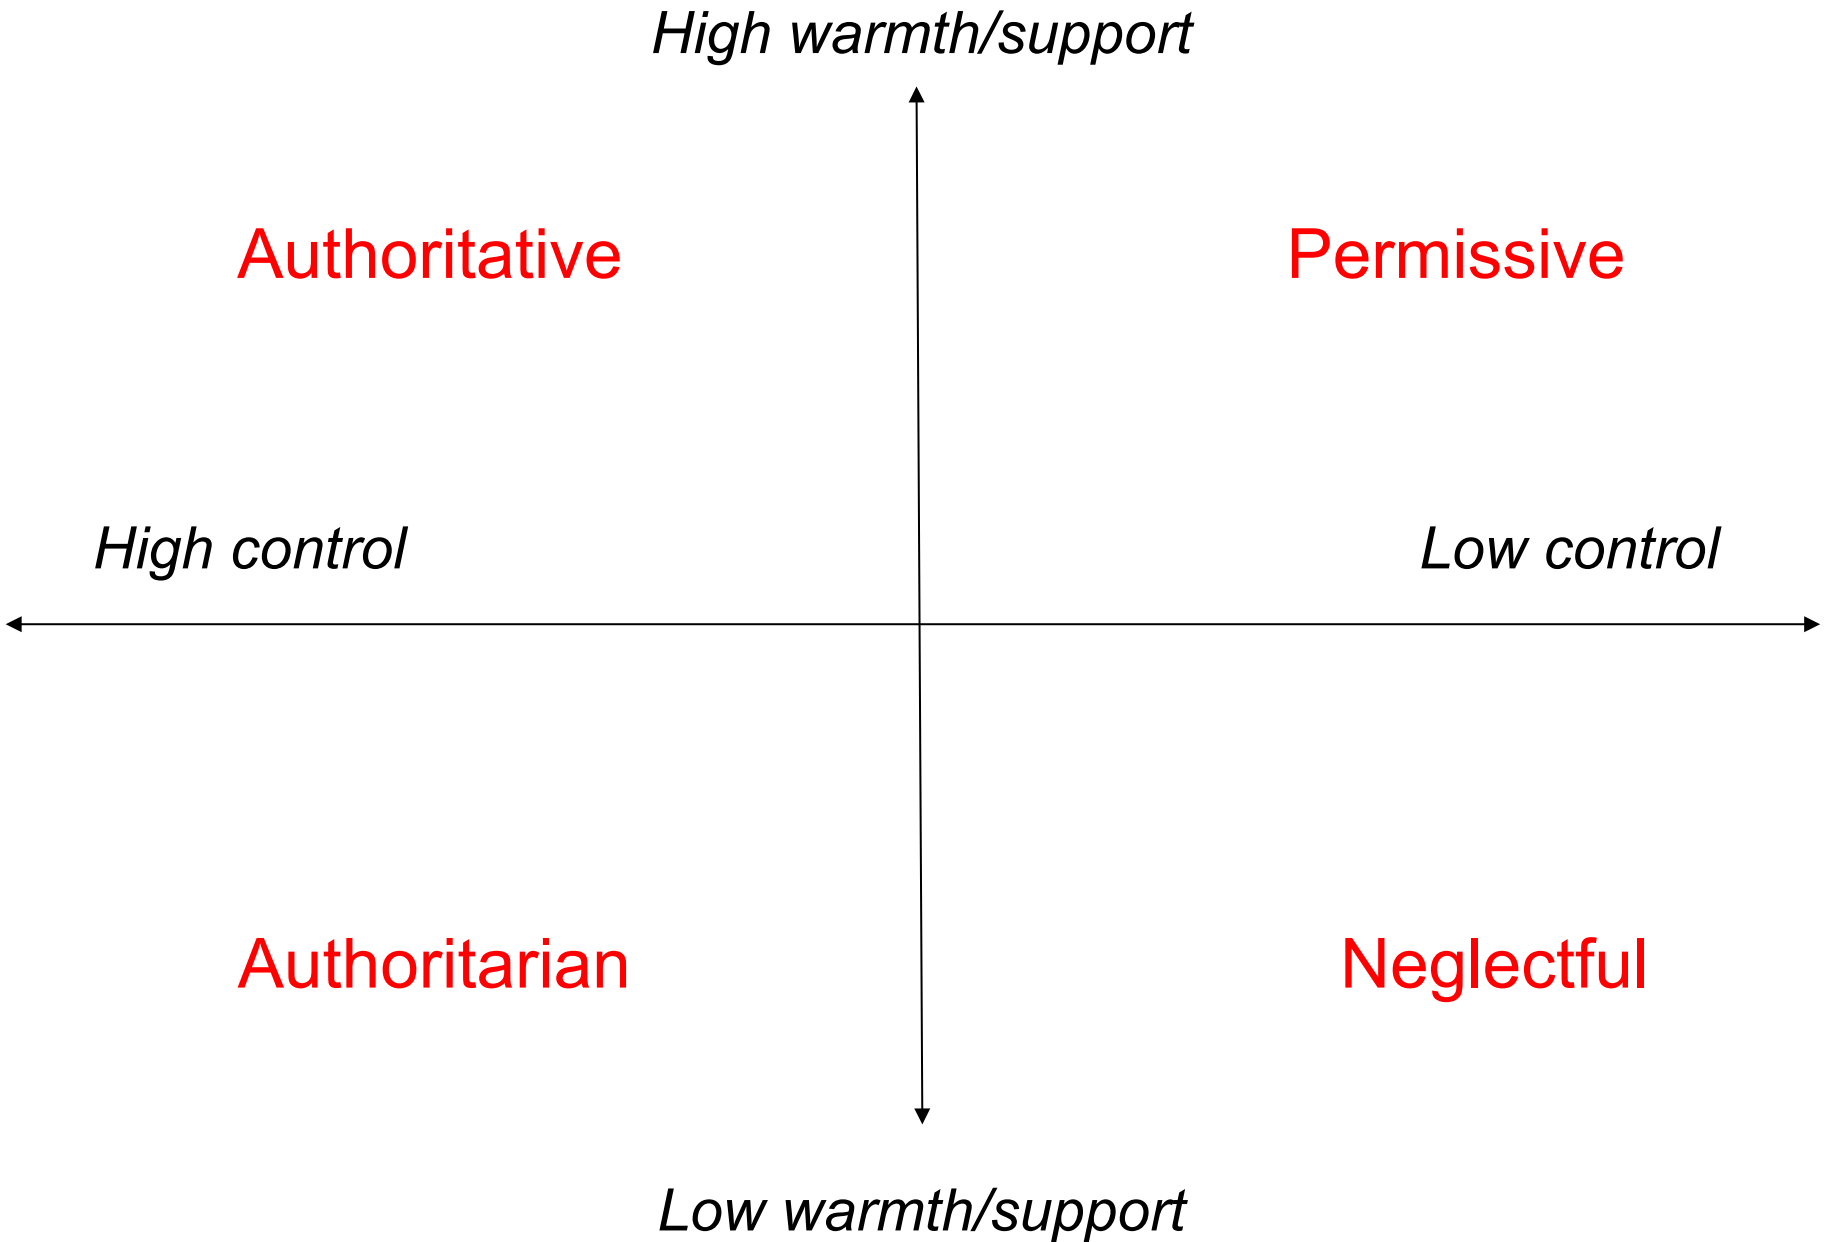 High warmth/support
Authoritative
Permissive
High control
Low control
Authoritarian
Neglectful
Low warmth/support